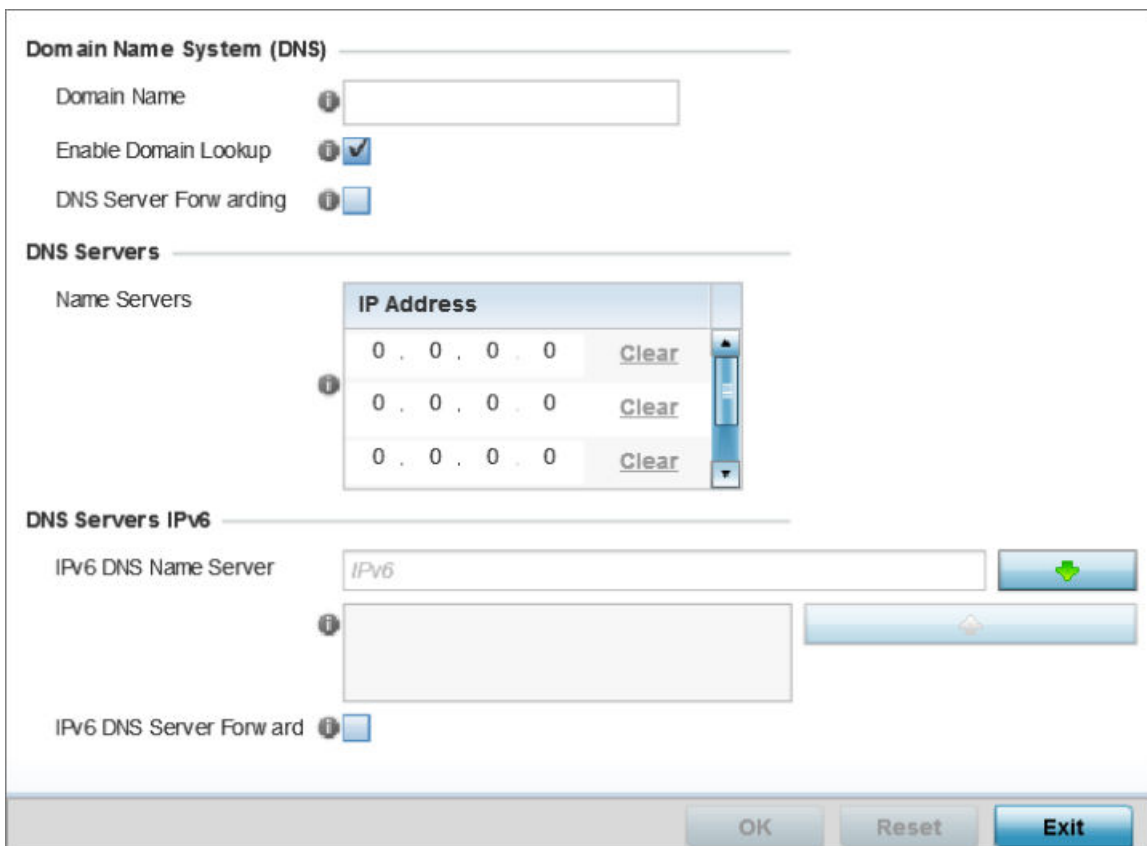 Domain Name System (DNS)
Domain Name
Enable Domain Lookup
DNS Server Forwarding
DNS Servers
Name Servers
IP Address
0 . 0 . 0 . 0 Clear
0 . 0 . 0 . 0 Clear
0 . 0 . 0 . 0 Clear
DNS Servers IPv6
IPv6 DNS Name Server
IPv6
IPv6 DNS Server Forward
OK Reset Exit